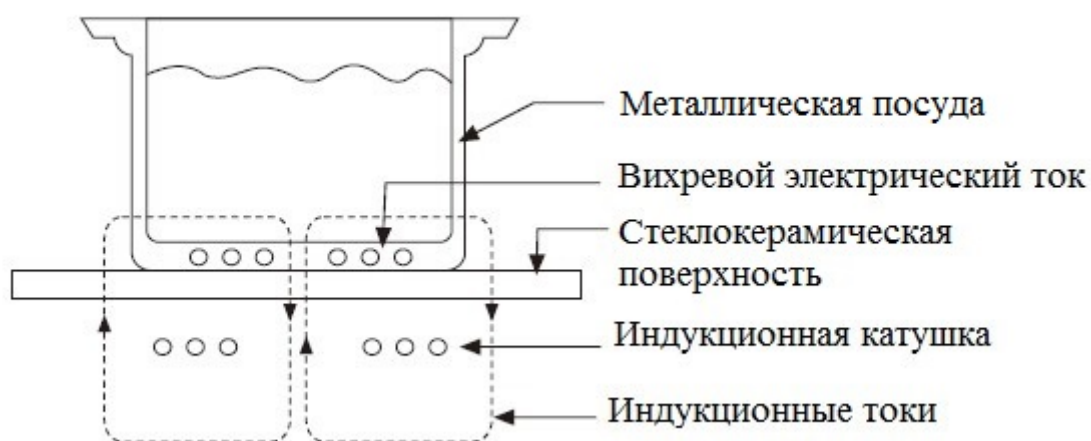 Металлическая посуда
Вихревой электрический ток
Стеклокерамическая
поверхность
Индукционная катушка
Индукционные токи